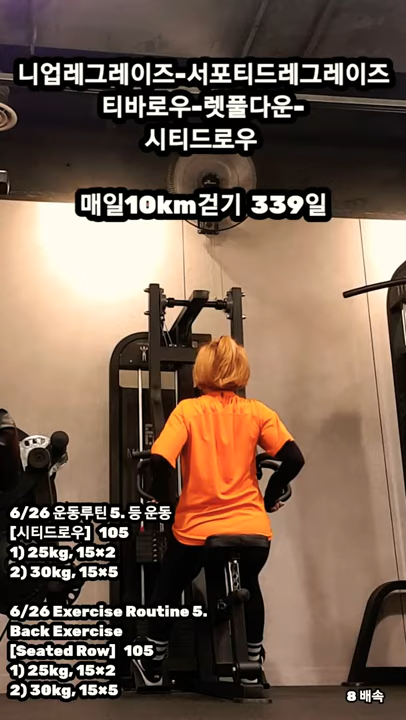 니업레그레이즈-서포티드레그레이즈
티바로우-렛풀다운-
시티드로우
매일10km걷기 339일
6/26 운동루틴 5. 등 운동
[시티드로우] 105
1) 25kg, 15×2
2) 30kg, 15×5
6/26 Exercise Routine 5.
Back Exercise
[Seated Row] 105
1) 25kg, 15×2
2) 30kg, 15×5
8 배속